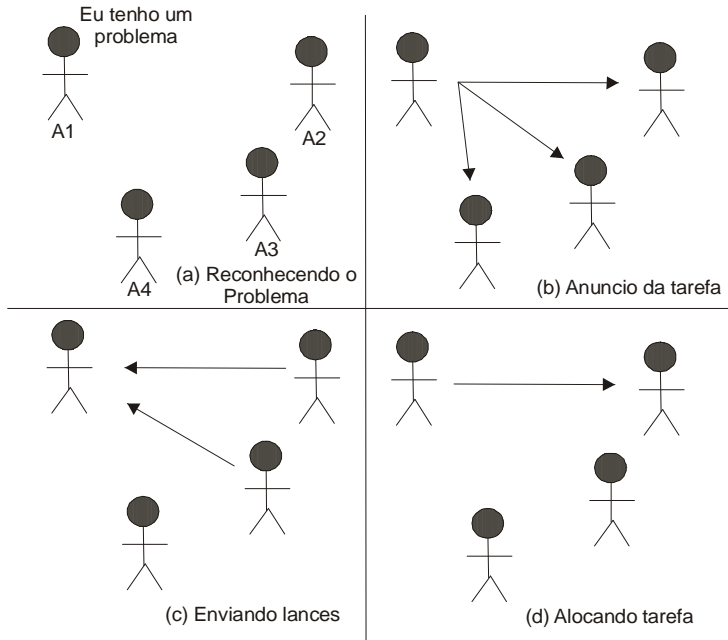 Eu tenho um
problema
A1
A2
A3
A4
(a) Reconhecendo o
Problema
(b) Anuncio da tarefa
(c) Enviando lances
(d) Alocando tarefa